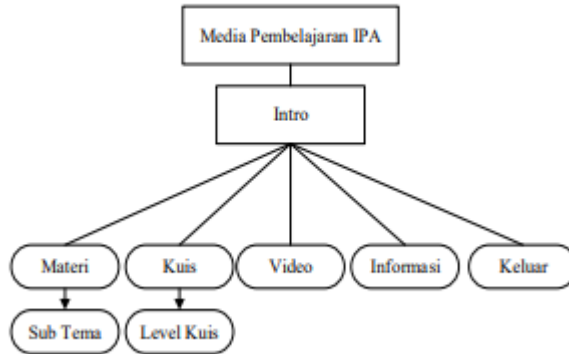 Media Pembelajaran IPA
Intro
Materi
Kuis
Video
Informasi
Keluar
Sub Tema
Level Kuis